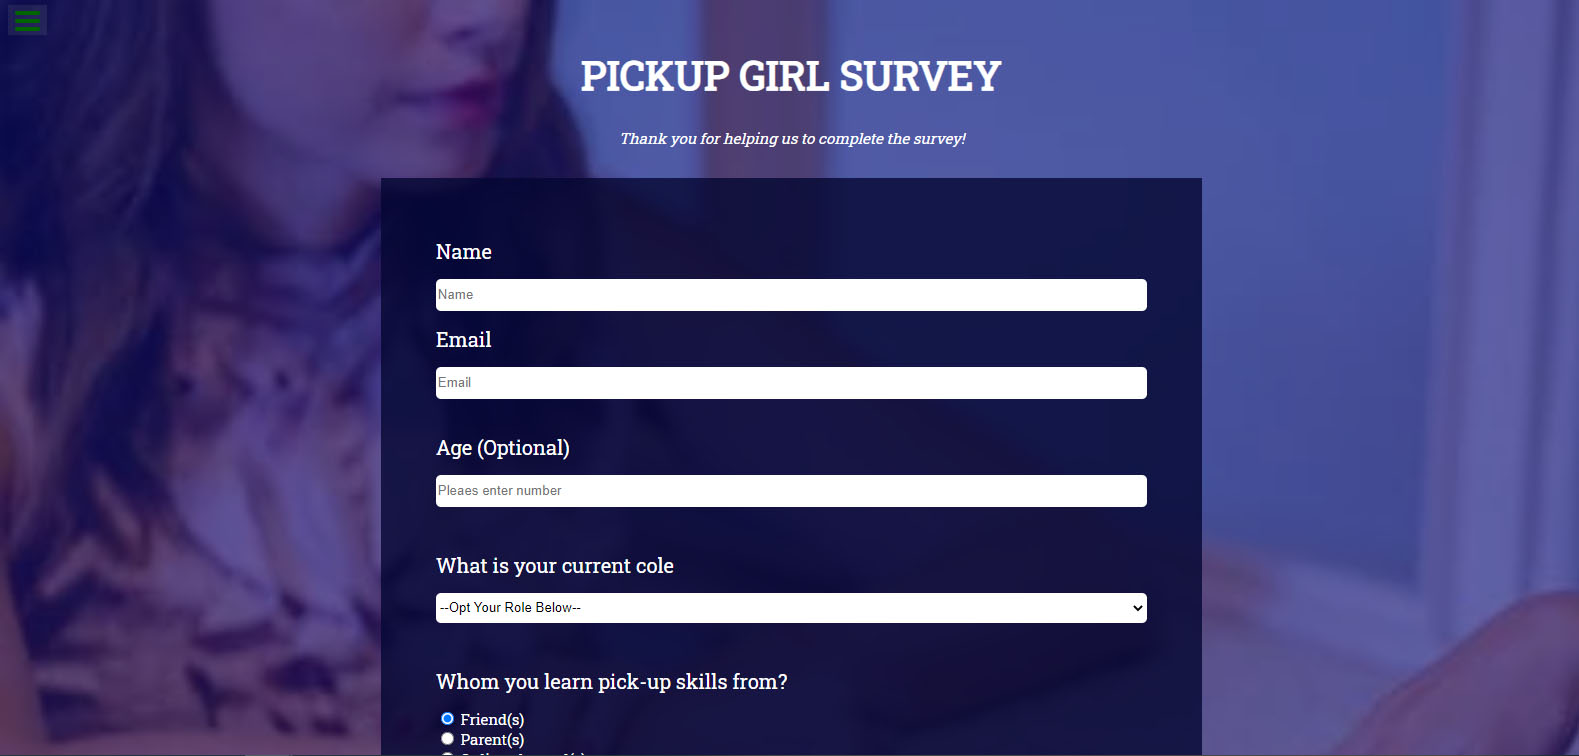 PICKUP GIRL SURVEY
Thank you for helping us to complete the survey!
Name
Name
Email
Email
Age (Optional)
Pleaes enter number
What is your current cole
--Opt Your Role Below--
Whom you learn pick-up skills from?
Friend(s)
Parent(s)